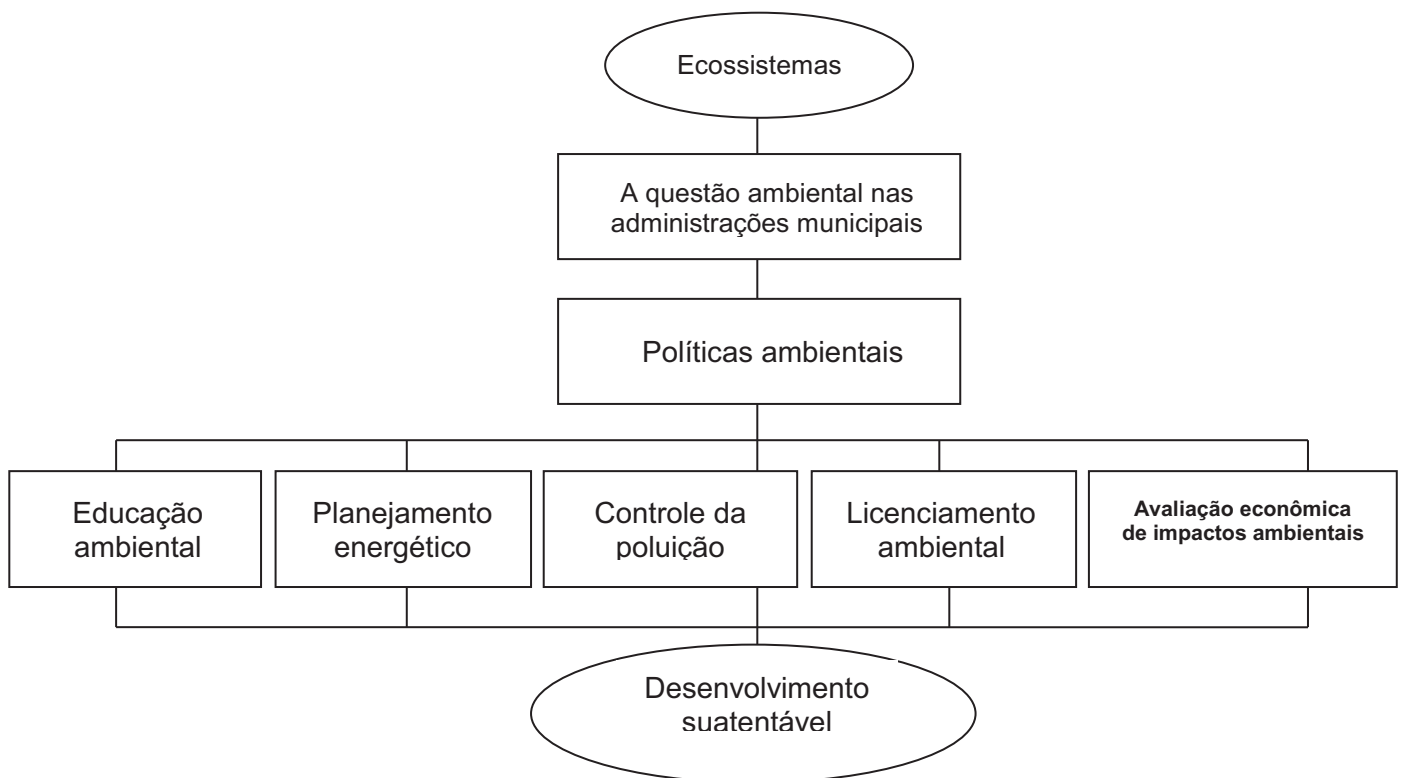 Ecossistemas
A questão ambiental nas
administrações municipais
Políticas ambientais
Educação
ambiental
Planejamento
energético
Controle da
poluição
Licenciamento
ambiental
Avaliação econômica
de impactos ambientais
Desenvolvimento
suatentável